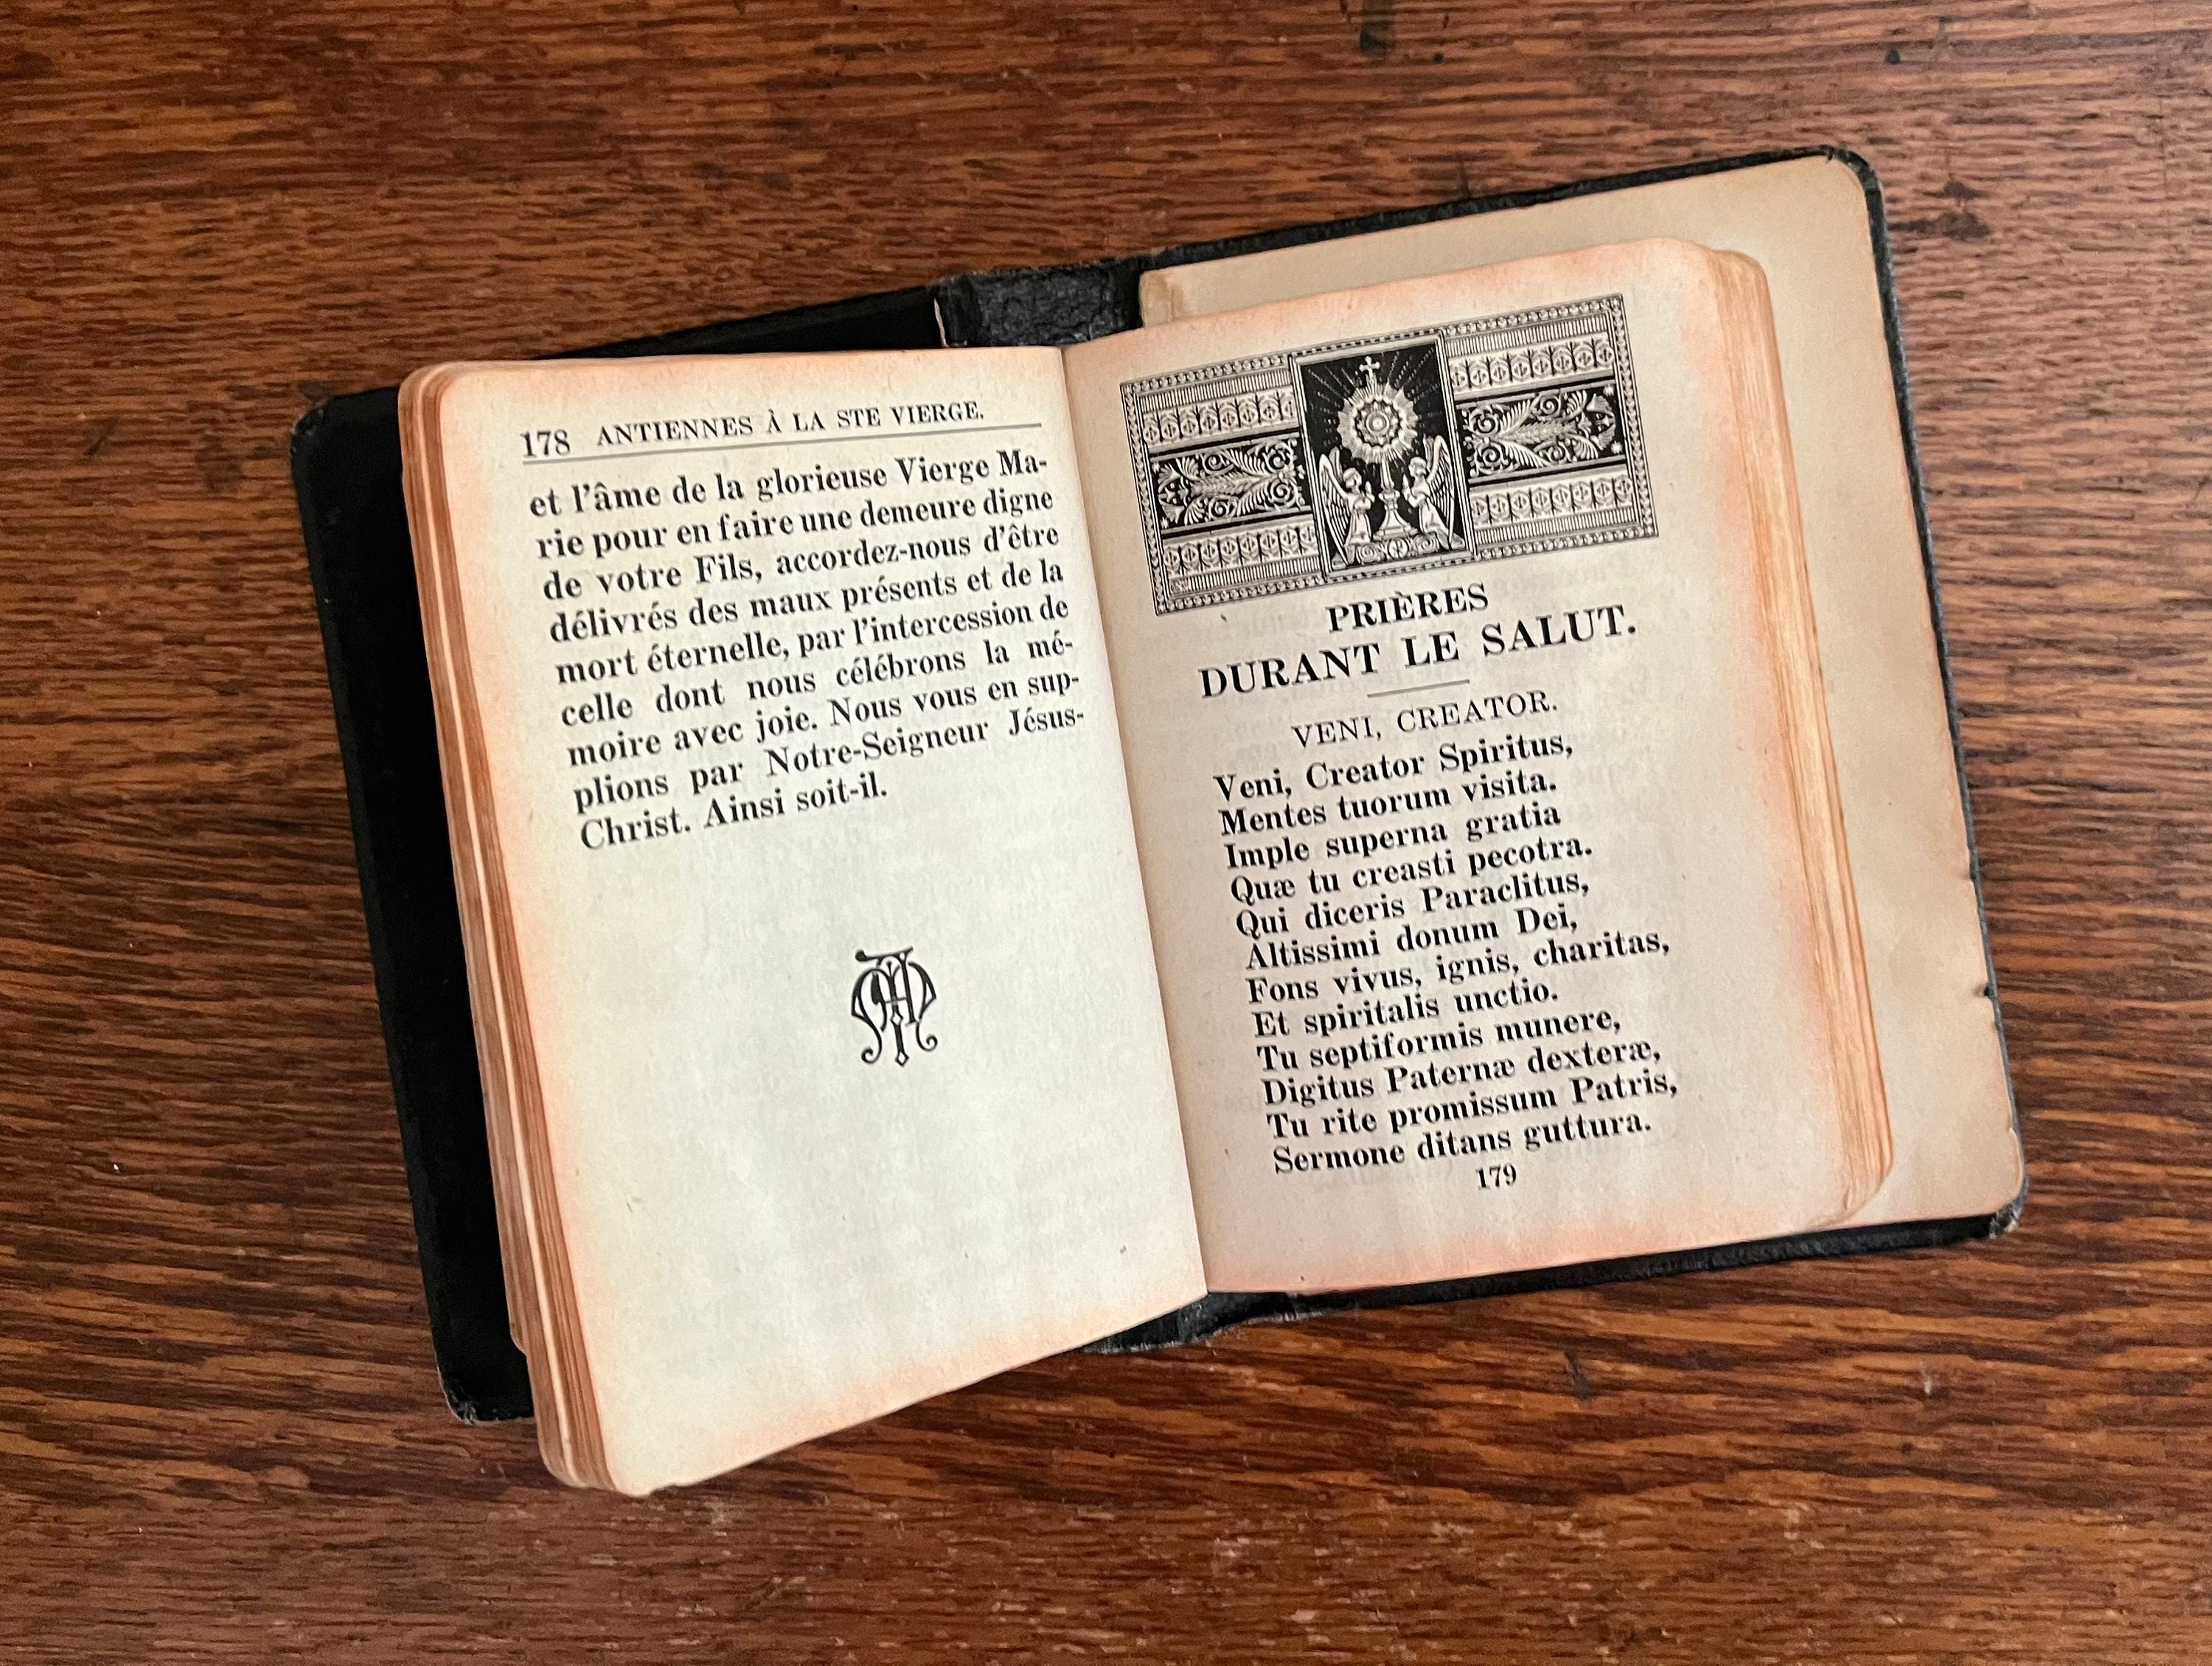 178 ANTIENNES À LA STE VIERGE.
et l'âme de la glorieuse Vierge Ma-
rie pour en faire une demeure digne
de votre Fils, accordez-nous d'être
délivrés des maux présents et de la
mort éternelle, par l'intercession de
celle dont nous célébrons la mé-
moire avec joie. Nous vous en sup-
plions par Notre-Seigneur Jésus-
Christ. Ainsi soit-il.
PRIÈRES
DURANT LE SALUT.
VENI, CREATOR.
Veni, Creator Spiritus,
Mentes tuorum visita.
Imple superna gratia
Quæ tu creasti pecotra.
Qui diceris Paraclitus,
Altissimi donum Dei,
Fons vivus, ignis, charitas,
Et spiritalis unctio.
Tu septiformis munere,
Digitus Paternæ dexteræ,
Tu rite promissum Patris,
Sermone ditans guttura.
179